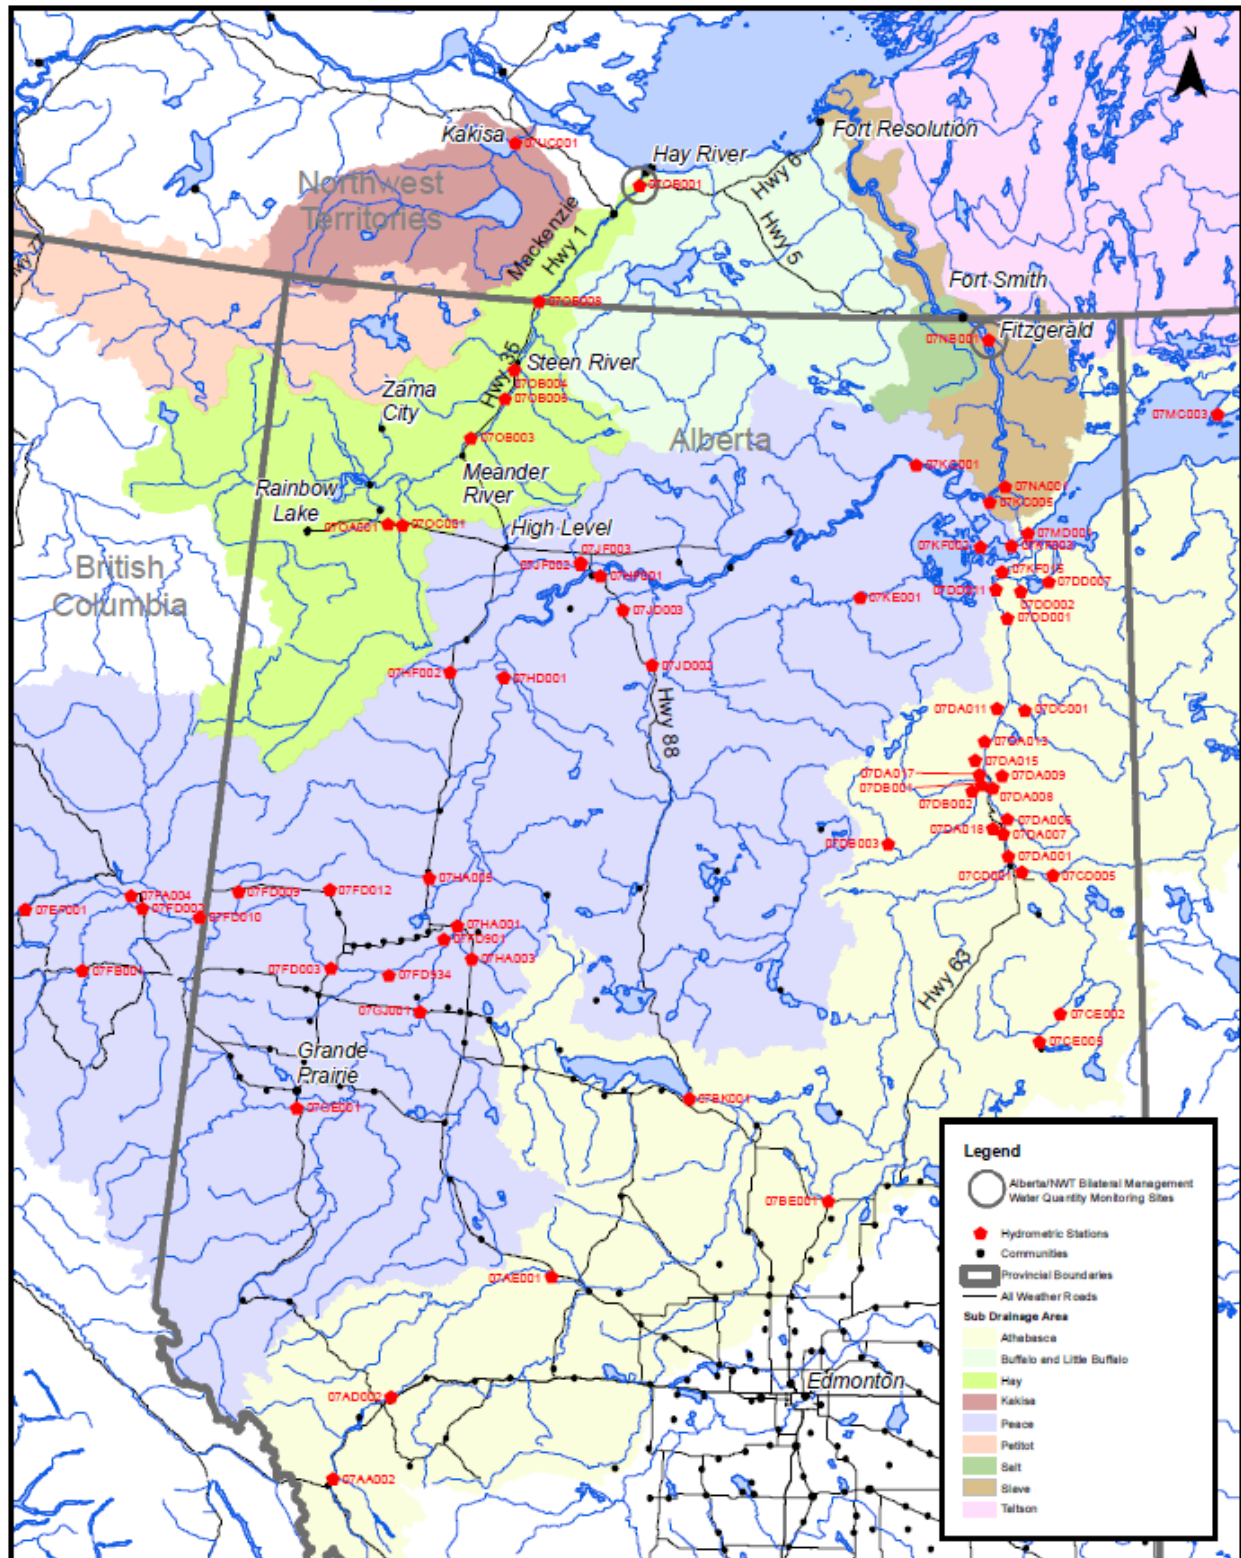 Kakisa
07UC001
Fort Resolution
Hay River
07OB001
Hwy 6
Northwest
Territories
Mackenzie
Hwy 1
Hwy 5
Hwy 77
Fort Smith
07OB008
Fitzgerald
07NB001
Hwy 35
Steen River
07OB004
Zama
City
07MC003
07OB003
Alberta
Meander
River
07KC001
Rainbow
Lake
07NA001
07KC005
07OA001
07OC001
High Level
07MD001
07KF002
07JF003
07JF002
British
Columbia
07KF015
07DD007
07DD011
07KE001
07DD002
07JD003
07DD001
07JD002
07HF002
07HD001
07DA011
07DC001
Hwy 88
07DA013
07DA015
07DA017
07DA009
07DB001
07DB002
07DA008
07DA006
07DA018
07DA007
07DB003
07DA001
07CD001
07CD005
07HA005
07FD009
07FD012
07FA004
07EF001
07FD002
07FD010
07HA001
07FD901
07HA003
07FB001
07FD003
07FD934
Hwy 63
07GJ001
07CE002
07CE005
Grande
Prairie
07GE001
07BK001
07BE001
07AE001
07AD002
Edmonton
07AA002
Legend
Alberta/NWT Bilateral Management
Water Quantity Monitoring Sites
Hydrometric Stations
Communities
Provincial Boundaries
All Weather Roads
Sub Drainage Area
Athabasca
Buffalo and Little Buffalo
Hay
Kakisa
Peace
Petitot
Salt
Slave
Taltson